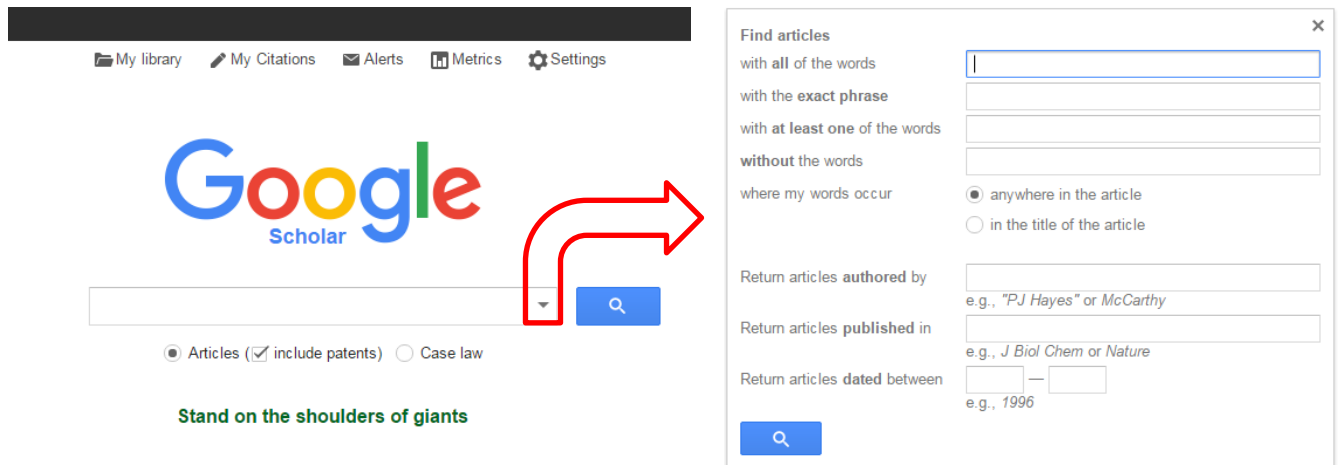 My library My Citations Alerts Metrics Settings
Google
Scholar
Articles ( include patents) Case law
Stand on the shoulders of giants
Find articles
with all of the words
with the exact phrase
with at least one of the words
without the words
where my words occur anywhere in the article
in the title of the article
Return articles authored by
e.g., "PJ Hayes" or McCarthy
Return articles published in
e.g., J Biol Chem or Nature
Return articles dated between —
e.g., 1996